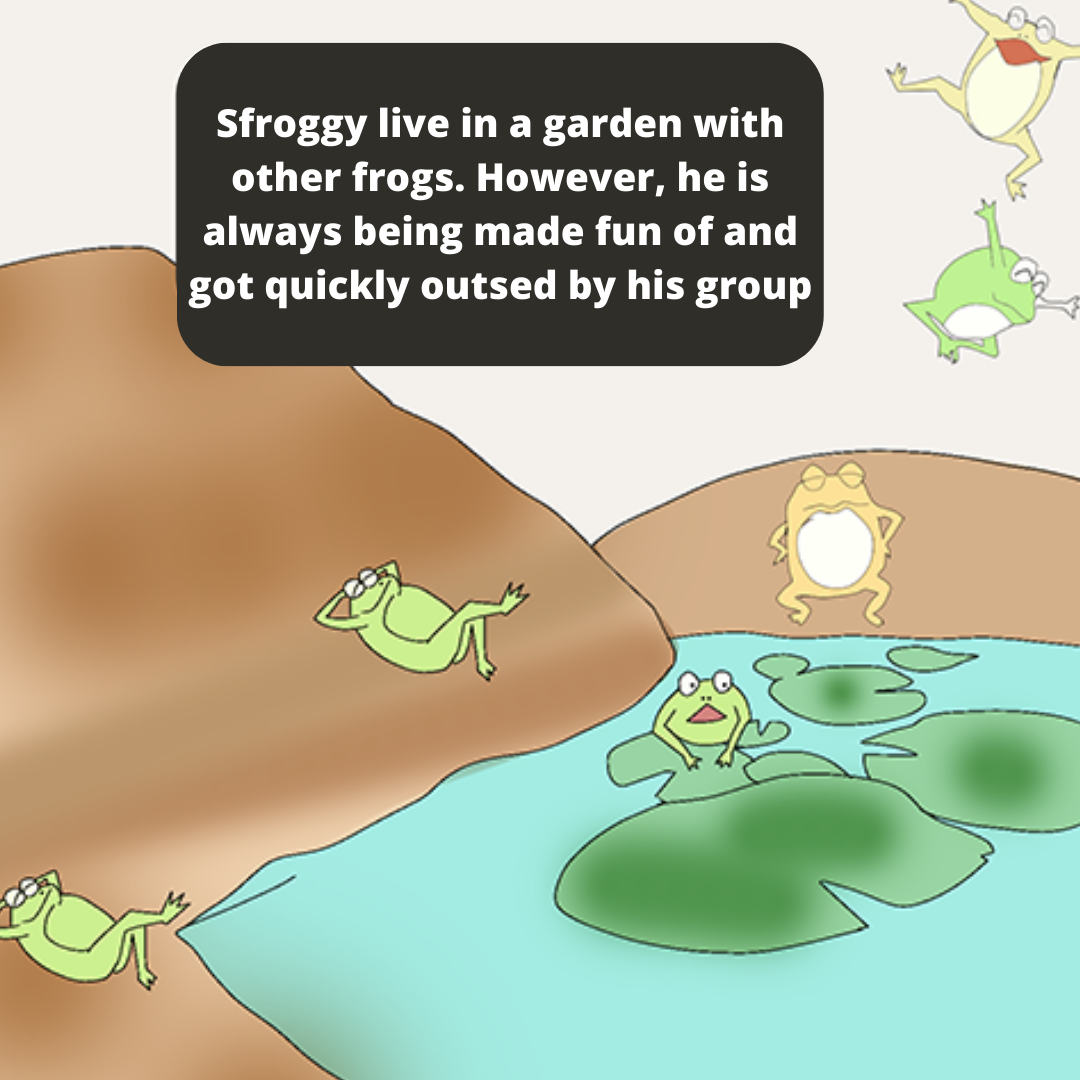 Sfroggy live in a garden with
other frogs. However, he is
always being made fun of and
got quickly outsed by his group